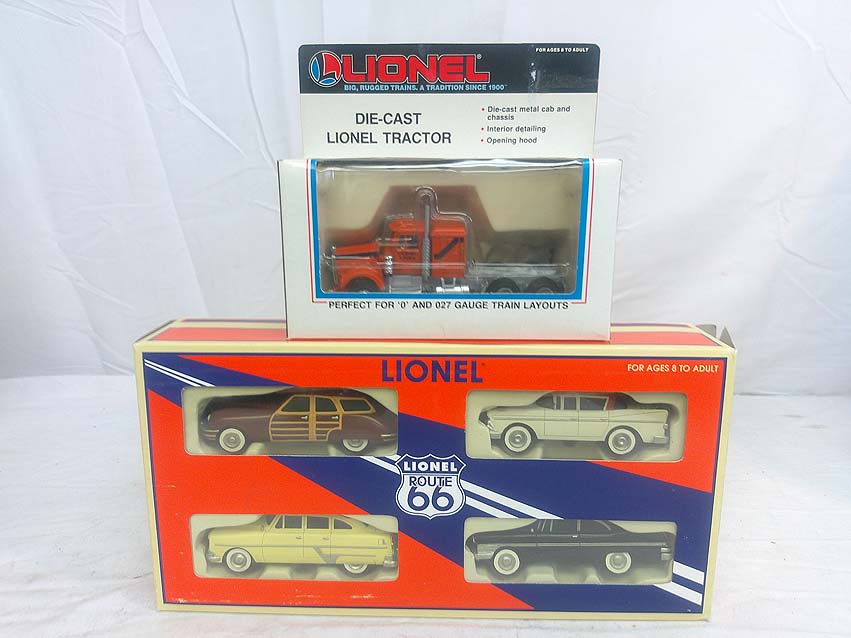 FOR AGES 8 TO ADULT
LIONEL®
BIG, RUGGED TRAINS. A TRADITION SINCE 1900™
DIE-CAST
LIONEL TRACTOR
• Die-cast metal cab and
chassis
• Interior detailing
• Opening hood
PERFECT FOR 'O' AND 027 GAUGE TRAIN LAYOUTS
LIONEL®
FOR AGES 8 TO ADULT
LIONEL
ROUTE
66